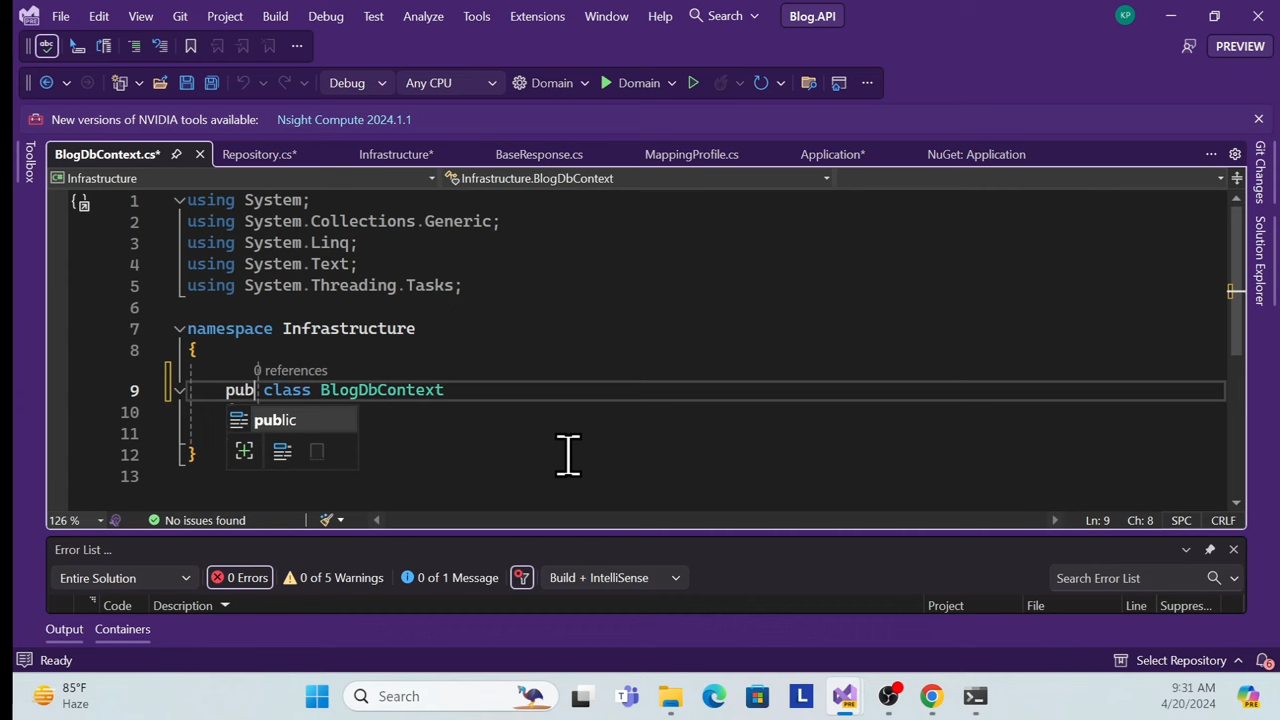 File Edit View Git Project Build Debug Test Analyze Tools Extensions Window Help Search Blog.API KP
PREVIEW
Debug Any CPU Domain Domain
New versions of NVIDIA tools available: Nsight Compute 2024.1.1
Toolbox
BlogDbContext.cs* Repository.cs* Infrastructure* BaseResponse.cs MappingProfile.cs Application* NuGet: Application
Infrastructure Infrastructure.BlogDbContext
Git Changes
Solution Explorer
1 using System;
2 using System.Collections.Generic;
3 using System.Linq;
4 using System.Text;
5 using System.Threading.Tasks;
6
7 namespace Infrastructure
8 {
0 references
9 pub class BlogDbContext
10
public
11
12 }
13
126 % No issues found Ln: 9 Ch: 8 SPC CRLF
Error List ...
Entire Solution 0 Errors 0 of 5 Warnings 0 of 1 Message Build + IntelliSense Search Error List
Code Description Project File Line Suppres...
Output Containers
Ready Select Repository 6
85°F
Haze
Search
PRE
9:31 AM
4/20/2024
PRE